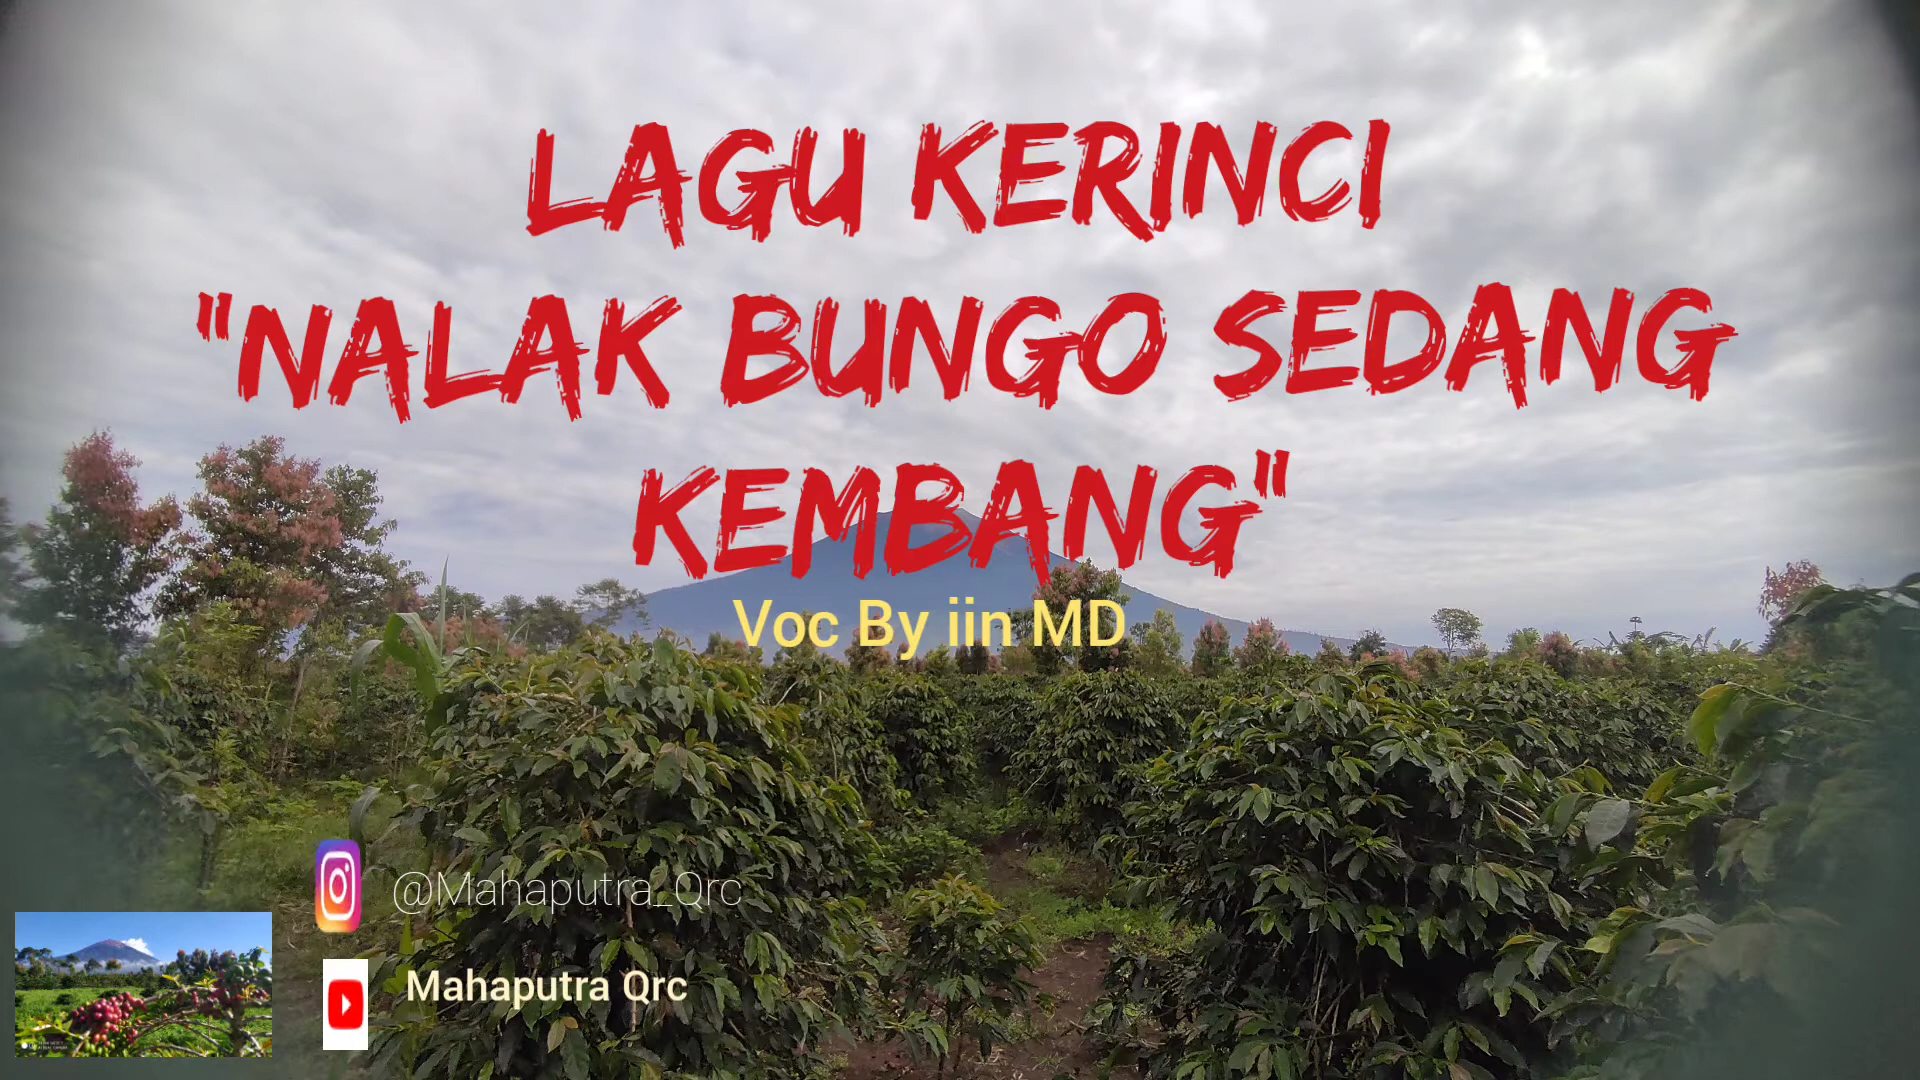 LAGU KERINCI
"NALAK BUNGO SEDANG
KEMBANG"
Voc By iin MD
@Mahaputra_Qrc
Mahaputra Qrc